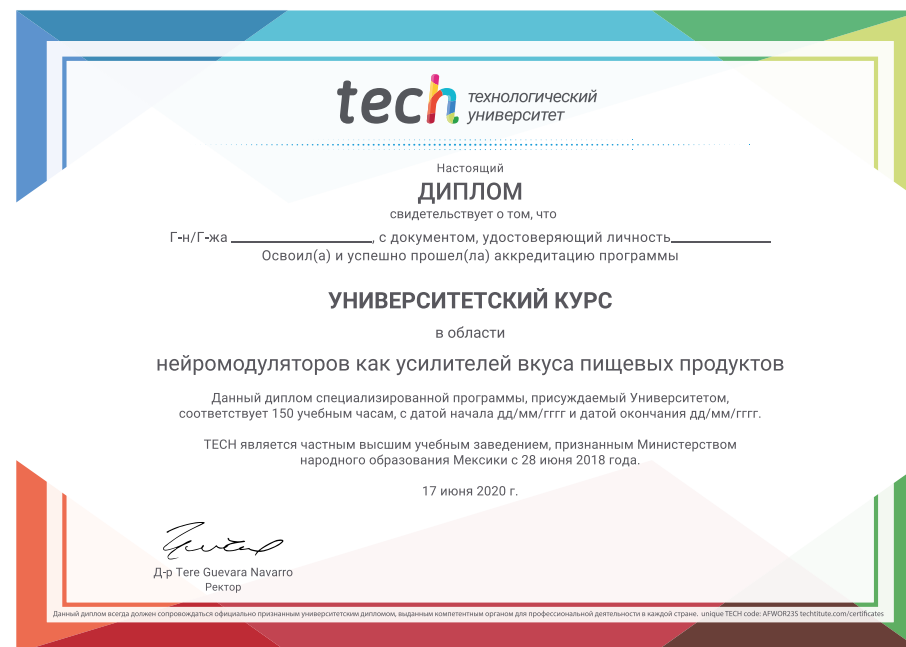 tech технологический
университет
Настоящий
ДИПЛОМ
свидетельствует о том, что
Г-н/Г-жа ____________________, с документом, удостоверяющий личность______________
Освоил(а) и успешно прошел(ла) аккредитацию программы
УНИВЕРСИТЕТСКИЙ КУРС
в области
нейромодуляторов как усилителей вкуса пищевых продуктов
Данный диплом специализированной программы, присуждаемый Университетом,
соответствует 150 учебным часам, с датой начала дд/мм/гггг и датой окончания дд/мм/гггг.
TECH является частным высшим учебным заведением, признанным Министерством
народного образования Мексики с 28 июня 2018 года.
17 июня 2020 г.
Д-р Tere Guevara Navarro
Ректор
Данный диплом всегда должен сопровождаться официально признанным университетским дипломом, выданным компетентным органом для профессиональной деятельности в каждой стране. unique TECH code: AFWOR23S techtitute.com/certificates